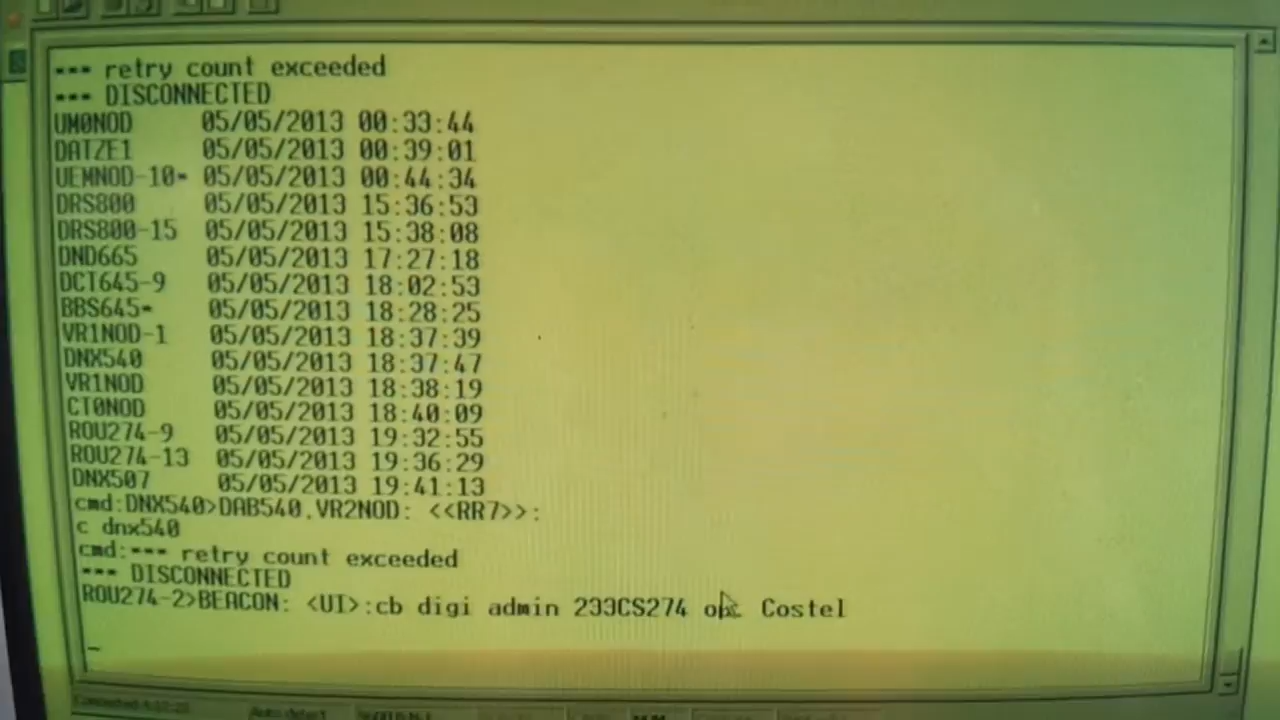 *** retry count exceeded
*** DISCONNECTED
UM0NOD 05/05/2013 00:33:44
DATZE1 05/05/2013 00:39:01
UEMNOD-10* 05/05/2013 00:44:34
DRS800 05/05/2013 15:36:53
DRS800-15 05/05/2013 15:38:08
DND665 05/05/2013 17:27:18
DCT645-9 05/05/2013 18:02:53
BBS645* 05/05/2013 18:28:25
VR1NOD-1 05/05/2013 18:37:39
DNX540 05/05/2013 18:37:47
VR1NOD 05/05/2013 18:38:19
CT0NOD 05/05/2013 18:40:09
ROU274-9 05/05/2013 19:32:55
ROU274-13 05/05/2013 19:36:29
DNX507 05/05/2013 19:41:13
cmd:DNX540>DAB540,VR2NOD: <<RR7>>:
c dnx540
cmd:*** retry count exceeded
*** DISCONNECTED
ROU274-2>BEACON: <UI>:cb digi admin 233CS274 Costel
Auto detect